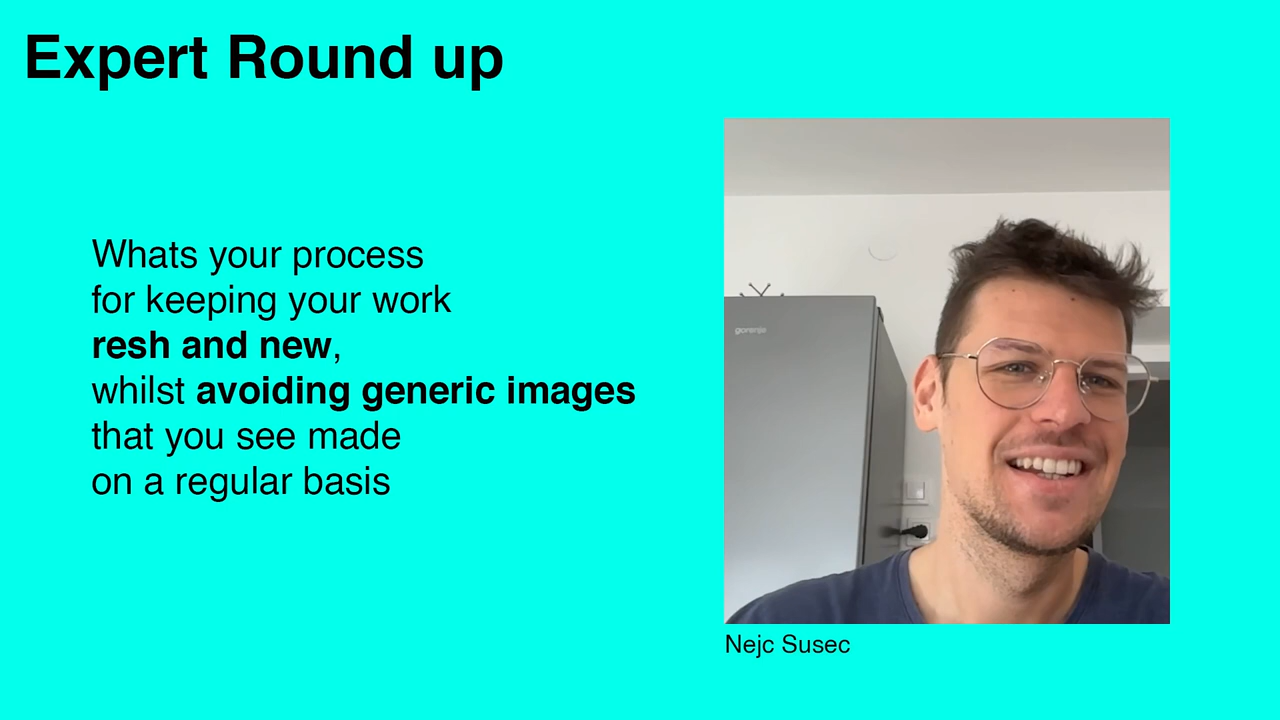 Expert Round up
Whats your process
for keeping your work
resh and new,
whilst avoiding generic images
that you see made
on a regular basis
gorenje
Nejc Susec